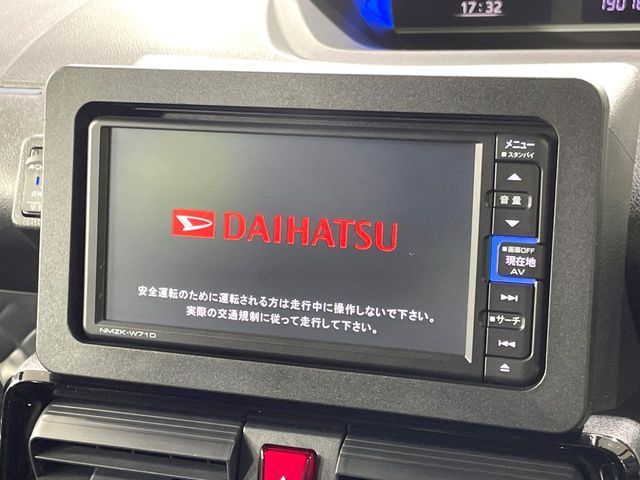 17:32
メニュー
■スタンバイ
音量
DAIHATSU
■画面OFF
現在地
AV
安全運転のために運転される方は走行中に操作しないで下さい。
実際の交通規制に従って走行して下さい。
■サーチ
NMZK-W71D